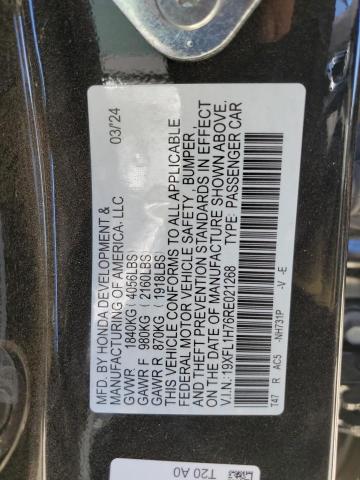 MFD. BY HONDA DEVELOPMENT & 03/24
MANUFACTURING OF AMERICA, LLC
GVWR 1840KG (4056LBS)
GAWR F 980KG (2160LBS)
GAWR R 870KG (1918LBS)
THIS VEHICLE CONFORMS TO ALL APPLICABLE
FEDERAL MOTOR VEHICLE SAFETY, BUMPER,
AND THEFT PREVENTION STANDARDS IN EFFECT
ON THE DATE OF MANUFACTURE SHOWN ABOVE.
V.I.N.: 19XFL1H78RE021268 TYPE: PASSENGER CAR
T47 R AC5 -NH731P -V -E
T20 A0